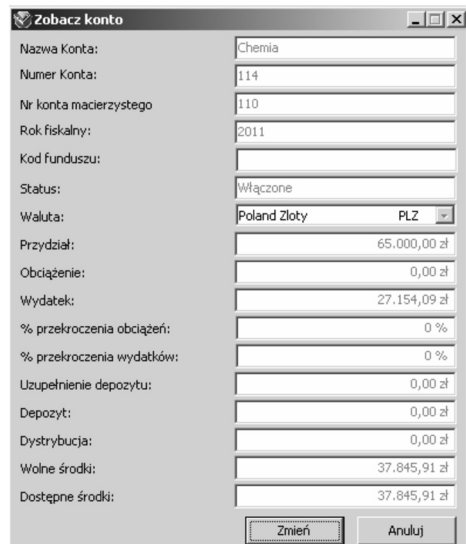 Zobacz konto
Nazwa Konta: Chemia
Numer Konta: 114
Nr konta macierzystego 110
Rok fiskalny: 2011
Kod funduszu:
Status: Włączone
Waluta: Poland Zloty PLZ
Przydział: 65.000,00 zł
Obciążenie: 0,00 zł
Wydatek: 27.154,09 zł
% przekroczenia obciążeń: 0 %
% przekroczenia wydatków: 0 %
Uzupełnienie depozytu: 0,00 zł
Depozyt: 0,00 zł
Dystrybucja: 0,00 zł
Wolne środki: 37.845,91 zł
Dostępne środki: 37.845,91 zł
Zmień Anuluj